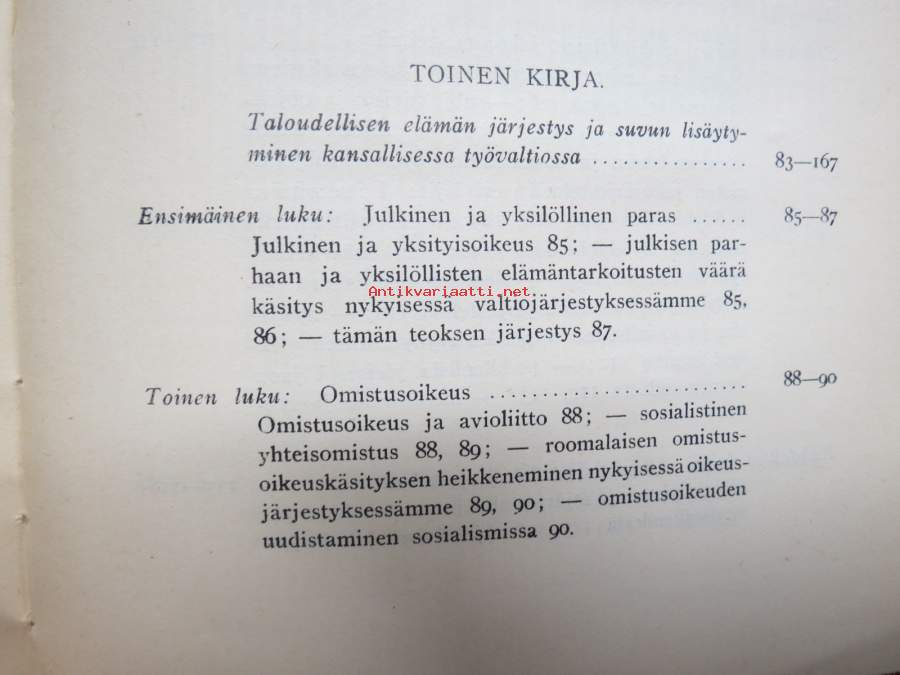 TOINEN KIRJA.
Taloudellisen elämän järjestys ja suvun lisäyty-
minen kansallisessa työvaltiossa ................ 83—167
Ensimäinen luku: Julkinen ja yksilöllinen paras ...... 85—87
Julkinen ja yksityisoikeus 85; — julkisen par-
haan ja yksilöllisten elämäntarkoitusten väärä
Antikvariaatti.net
käsitys nykyisessä valtiojärjestyksessämme 85,
86; — tämän teoksen järjestys 87.
Toinen luku: Omistusoikeus ........................... 88—90
Omistusoikeus ja avioliitto 88; — sosialistinen
yhteisomistus 88, 89; — roomalaisen omistus-
oikeuskäsityksen heikkeneminen nykyisessä oikeus-
järjestyksessämme 89, 90; — omistusoikeuden
uudistaminen sosialismissa 90.